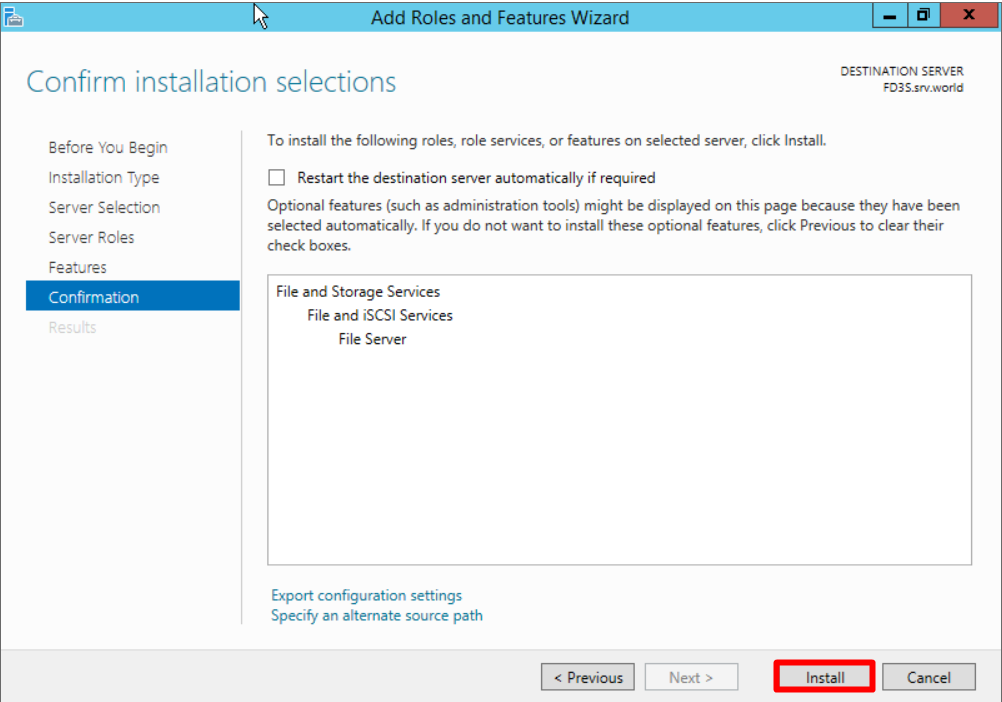 Add Roles and Features Wizard
Confirm installation selections
DESTINATION SERVER
FD3S.srv.world
Before You Begin
Installation Type
Server Selection
Server Roles
Features
Confirmation
Results
To install the following roles, role services, or features on selected server, click Install.
Restart the destination server automatically if required
Optional features (such as administration tools) might be displayed on this page because they have been
selected automatically. If you do not want to install these optional features, click Previous to clear their
check boxes.
File and Storage Services
File and iSCSI Services
File Server
Export configuration settings
Specify an alternate source path
< Previous
Next >
Install
Cancel